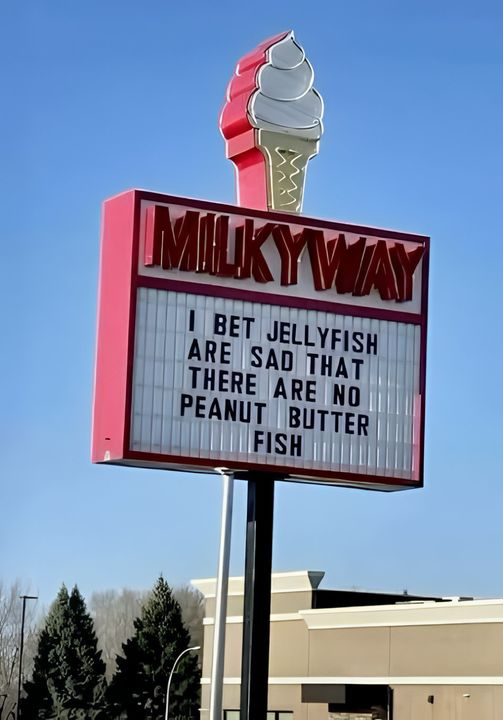 MILKYWAY
I BET JELLYFISH
ARE SAD THAT
THERE ARE NO
PEANUT BUTTER
FISH